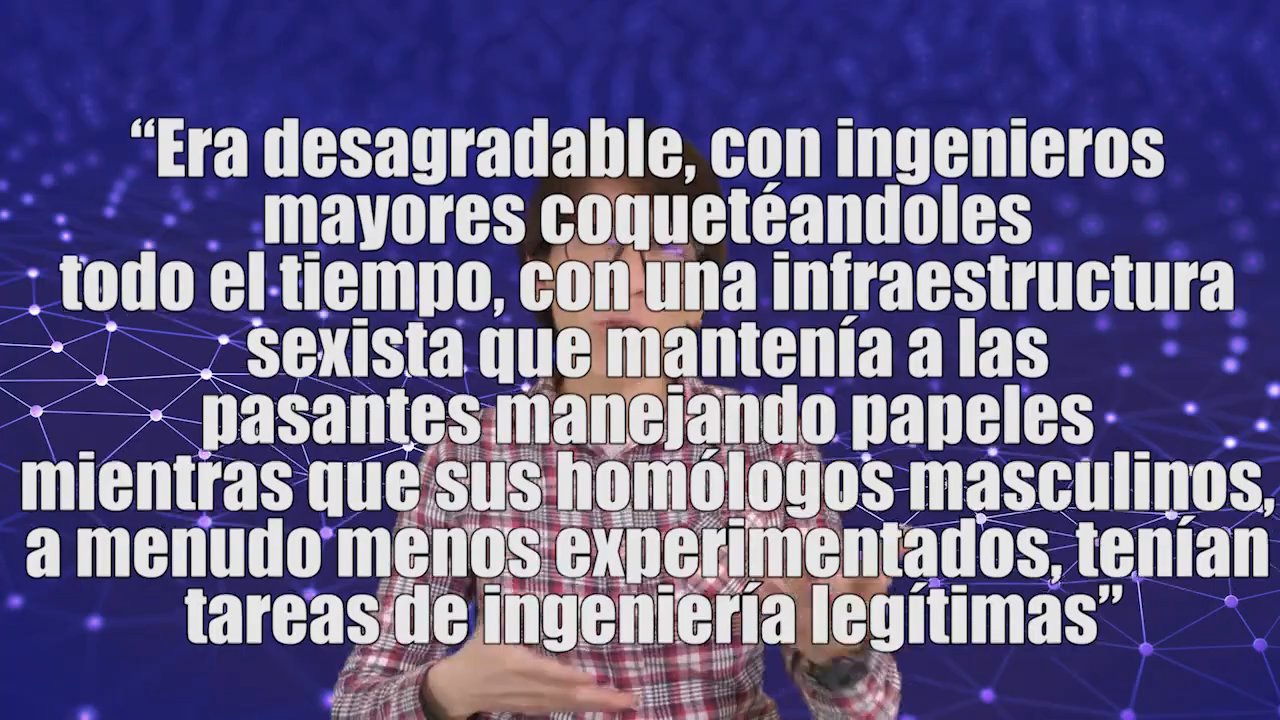 “Era desagradable, con ingenieros
mayores coquetéandoles
todo el tiempo, con una infraestructura
sexista que mantenía a las
pasantes manejando papeles
mientras que sus homólogos masculinos,
a menudo menos experimentados, tenían
tareas de ingeniería legítimas”